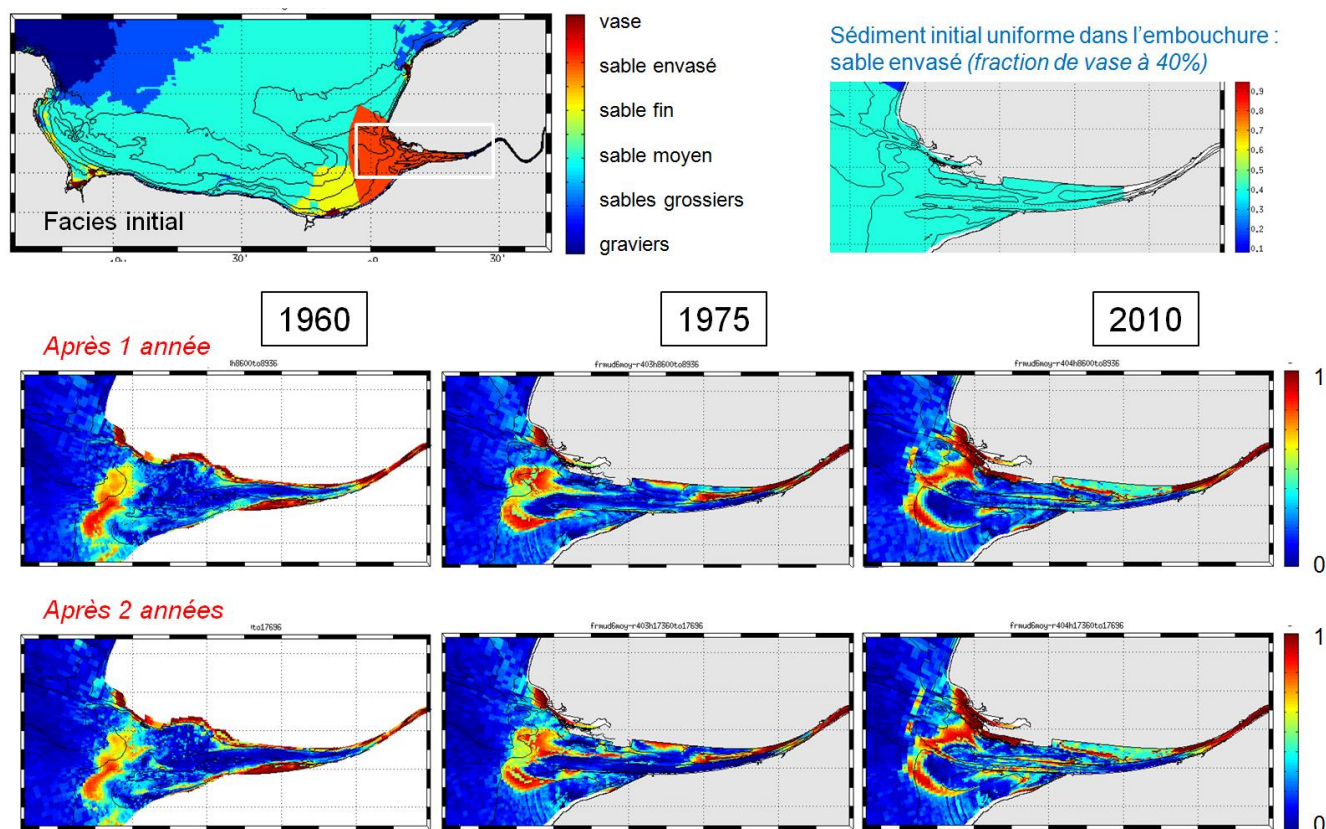 vase
sable envasé
sable fin
sable moyen
sables grossiers
graviers
Facies initial
30'
0
30'
Sédiment initial uniforme dans l'embouchure :
sable envasé (fraction de vase à 40%)
0,9
0,8
0,7
0,6
0,5
0,4
0,3
0,2
0,1
1960
1975
2010
Après 1 année
h8600to8936
frmud6moy-r403h8600to8936
frmud6moy-r404h8600to8936
1
0
Après 2 années
to17696
frmud6moy-r403h17360to17696
frmud6moy-r404h17360to17696
1
0